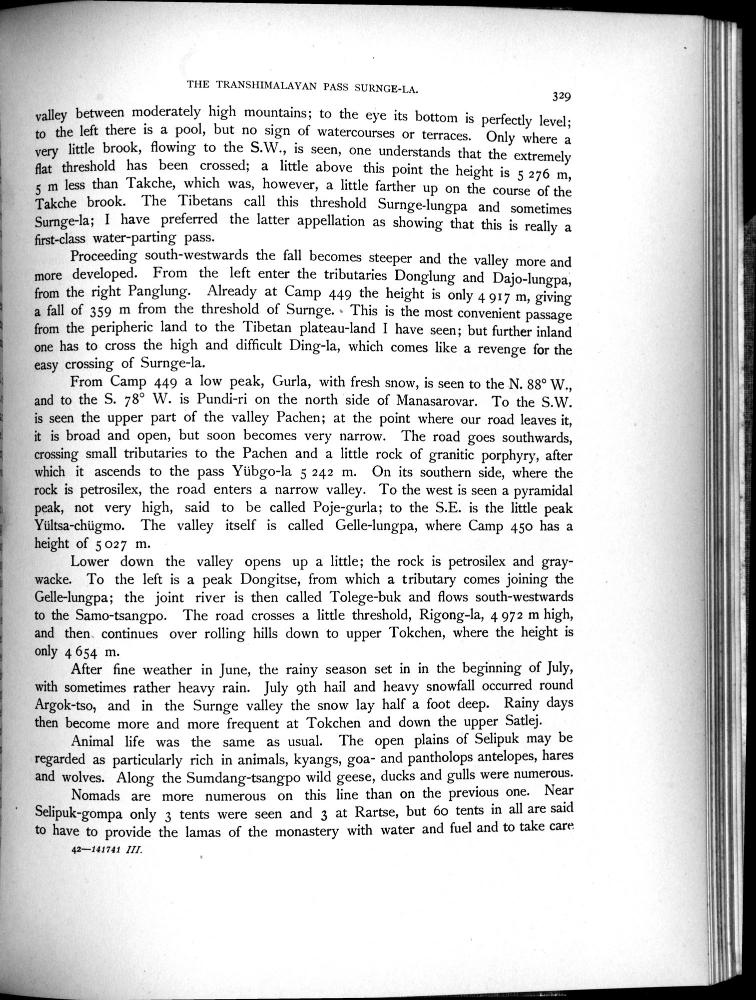 THE TRANSHIMALAYAN PASS SURNGE-LA.
329
valley between moderately high mountains; to the eye its bottom is perfectly level;
to the left there is a pool, but no sign of watercourses or terraces. Only where a
very little brook, flowing to the S.W., is seen, one understands that the extremely
flat threshold has been crossed; a little above this point the height is 5 276 m,
5 m less than Takche, which was, however, a little farther up on the course of the
Takche brook. The Tibetans call this threshold Surnge-lungpa and sometimes
Surnge-la; I have preferred the latter appellation as showing that this is really a
first-class water-parting pass.
Proceeding south-westwards the fall becomes steeper and the valley more and
more developed. From the left enter the tributaries Donglung and Dajo-lungpa,
from the right Panglung. Already at Camp 449 the height is only 4 917 m, giving
a fall of 359 m from the threshold of Surnge. This is the most convenient passage
from the peripheric land to the Tibetan plateau-land I have seen; but further inland
one has to cross the high and difficult Ding-la, which comes like a revenge for the
easy crossing of Surnge-la.
From Camp 449 a low peak, Gurla, with fresh snow, is seen to the N. 88° W.,
and to the S. 78° W. is Pundi-ri on the north side of Manasarovar. To the S.W.
is seen the upper part of the valley Pachen; at the point where our road leaves it,
it is broad and open, but soon becomes very narrow. The road goes southwards,
crossing small tributaries to the Pachen and a little rock of granitic porphyry, after
which it ascends to the pass Yübgo-la 5 242 m. On its southern side, where the
rock is petrosilex, the road enters a narrow valley. To the west is seen a pyramidal
peak, not very high, said to be called Poje-gurla; to the S.E. is the little peak
Yültsa-chügmo. The valley itself is called Gelle-lungpa, where Camp 450 has a
height of 5 027 m.
Lower down the valley opens up a little; the rock is petrosilex and gray-
wacke. To the left is a peak Dongitse, from which a tributary comes joining the
Gelle-lungpa; the joint river is then called Tolege-buk and flows south-westwards
to the Samo-tsangpo. The road crosses a little threshold, Rigong-la, 4 972 m high,
and then continues over rolling hills down to upper Tokchen, where the height is
only 4 654 m.
After fine weather in June, the rainy season set in in the beginning of July,
with sometimes rather heavy rain. July 9th hail and heavy snowfall occurred round
Argok-tso, and in the Surnge valley the snow lay half a foot deep. Rainy days
then become more and more frequent at Tokchen and down the upper Satlej.
Animal life was the same as usual. The open plains of Selipuk may be
regarded as particularly rich in animals, kyangs, goa- and pantholops antelopes, hares
and wolves. Along the Sumdang-tsangpo wild geese, ducks and gulls were numerous.
Nomads are more numerous on this line than on the previous one. Near
Selipuk-gompa only 3 tents were seen and 3 at Rartse, but 60 tents in all are said
to have to provide the lamas of the monastery with water and fuel and to take care
42—141741 III.